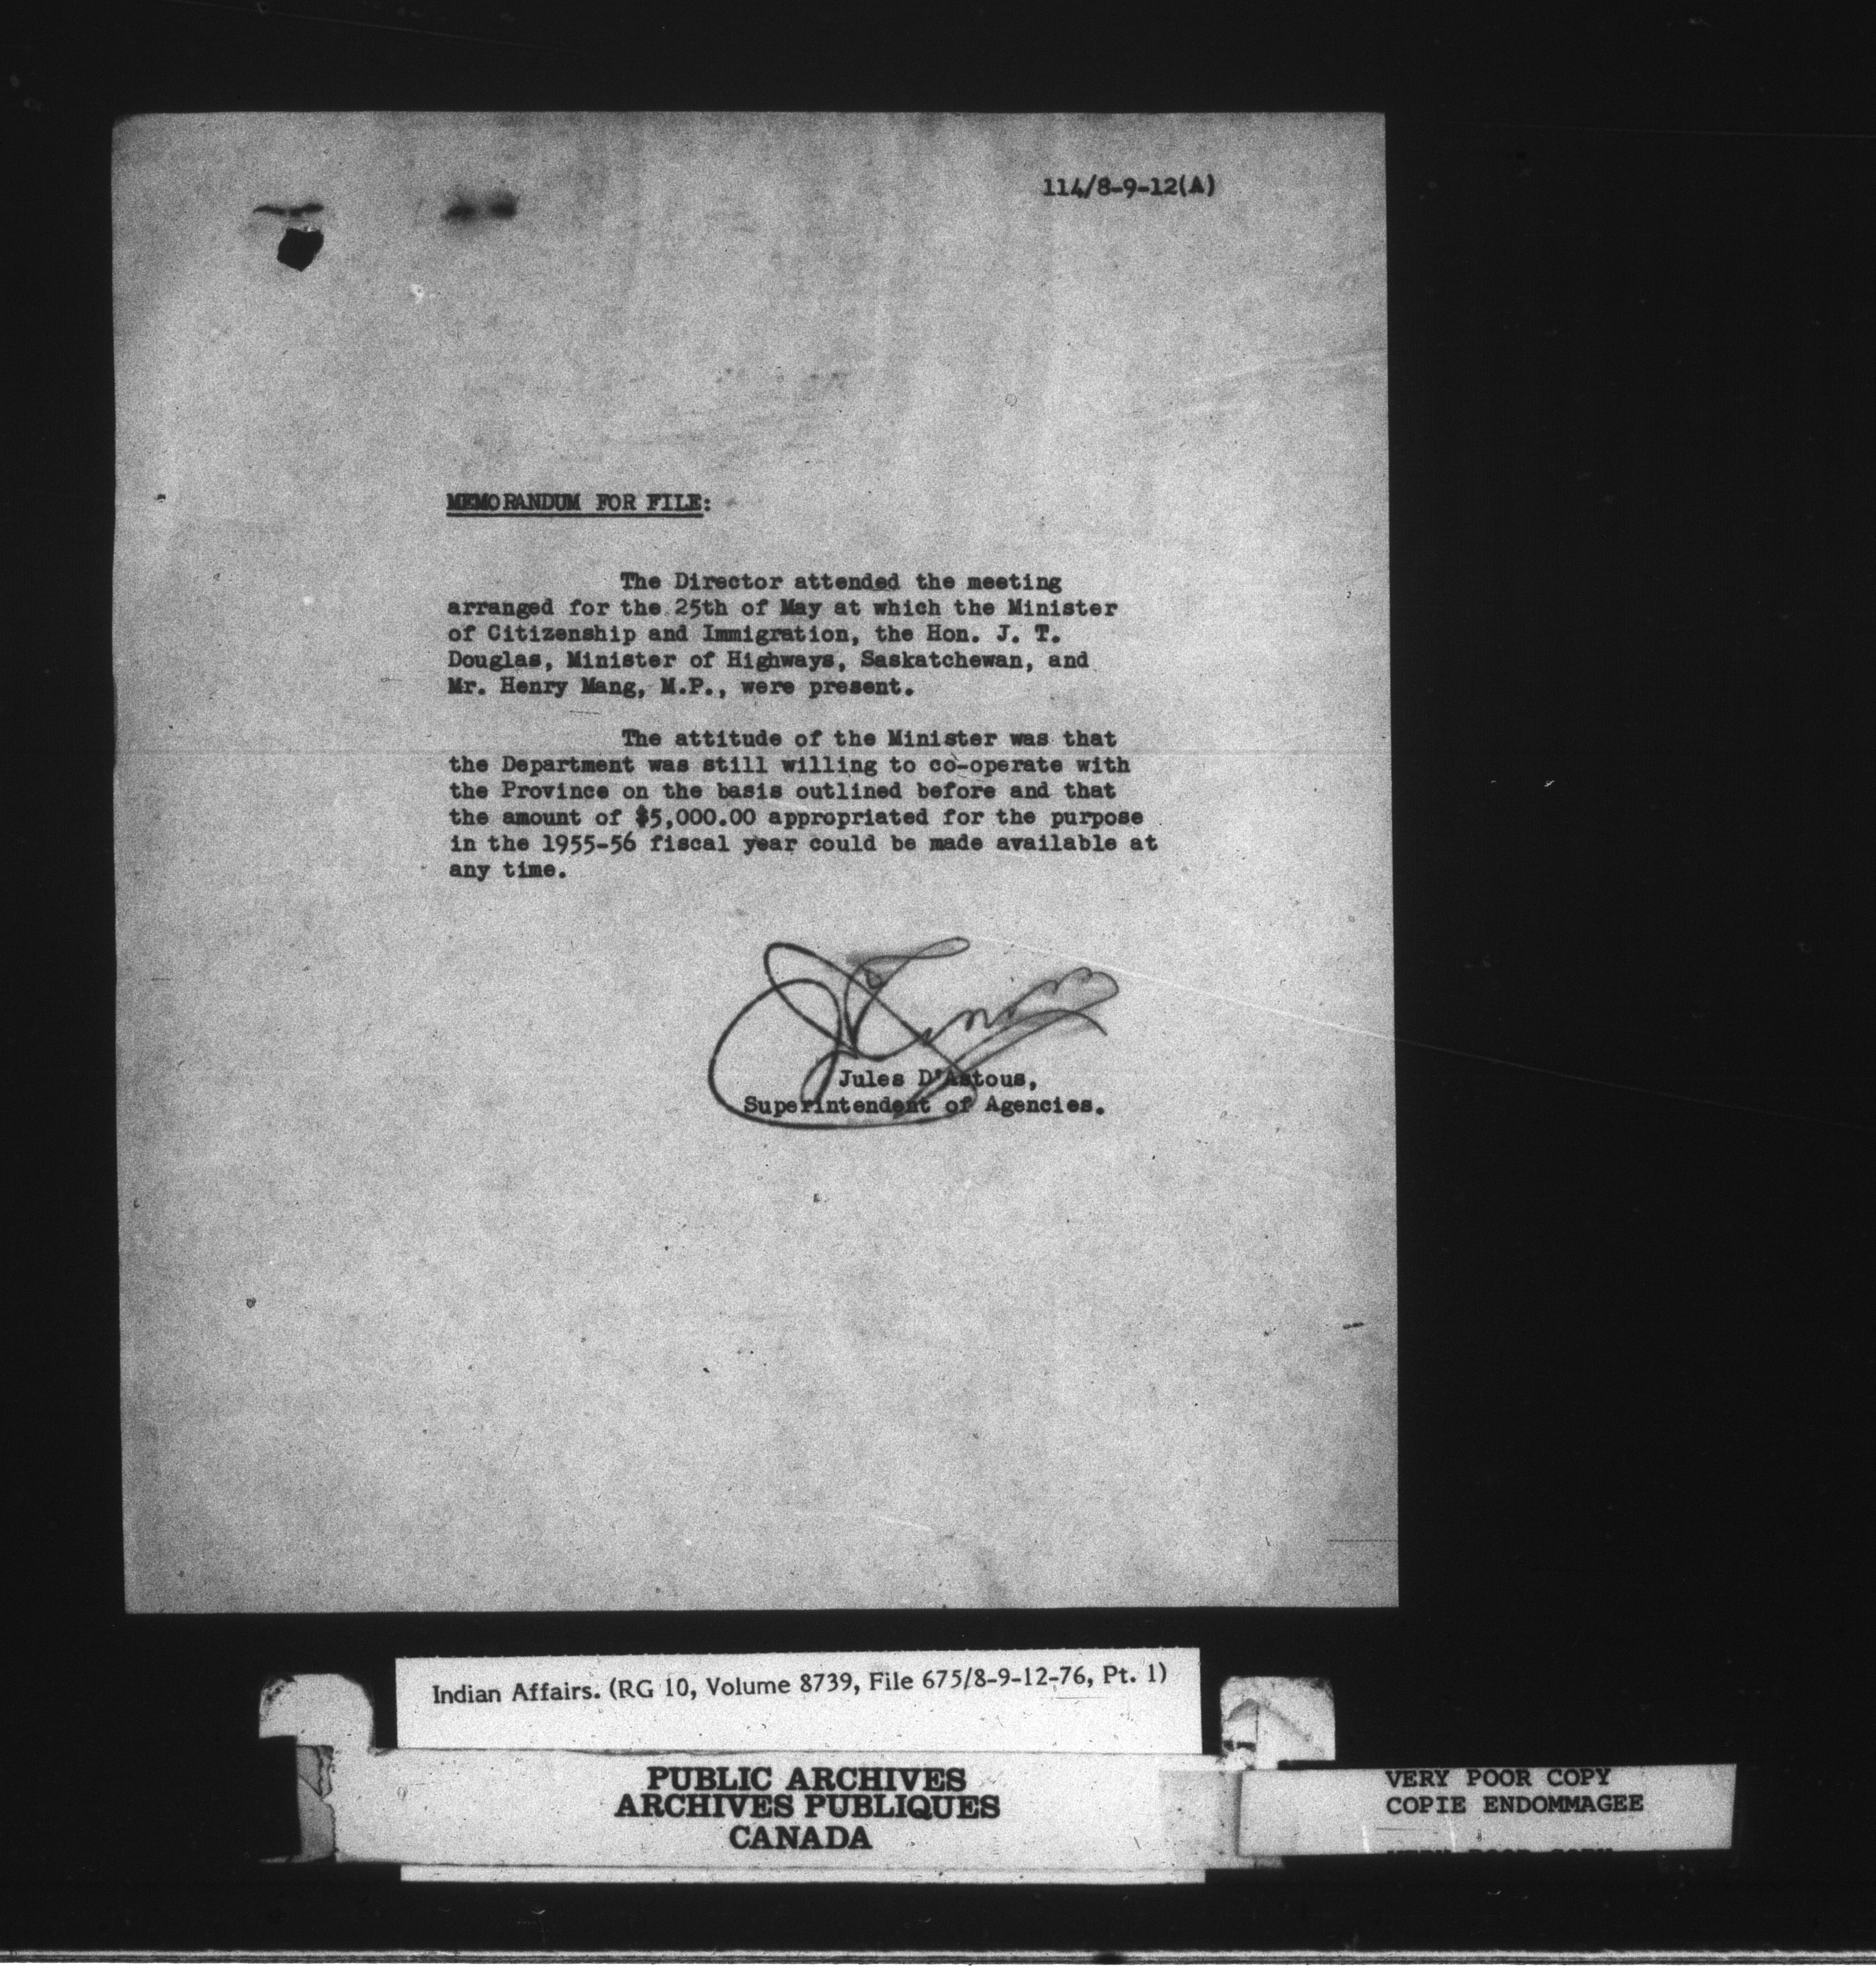 114/8-9-12(A)
MEMORANDUM FOR FILE:
The Director attended the meeting
arranged for the 25th of May at which the Minister
of Citizenship and Immigration, the Hon. J. T.
Douglas, Minister of Highways, Saskatchewan, and
Mr. Henry Mang, M.P., were present.
The attitude of the Minister was that
the Department was still willing to co-operate with
the Province on the basis outlined before and that
the amount of $5,000.00 appropriated for the purpose
in the 1955-56 fiscal year could be made available at
any time.
Jules D'Astous,
Superintendent of Agencies.
Indian Affairs. (RG 10, Volume 8739, File 675/8-9-12-76, Pt. 1)
PUBLIC ARCHIVES
ARCHIVES PUBLIQUES
CANADA
VERY POOR COPY
COPIE ENDOMMAGEE